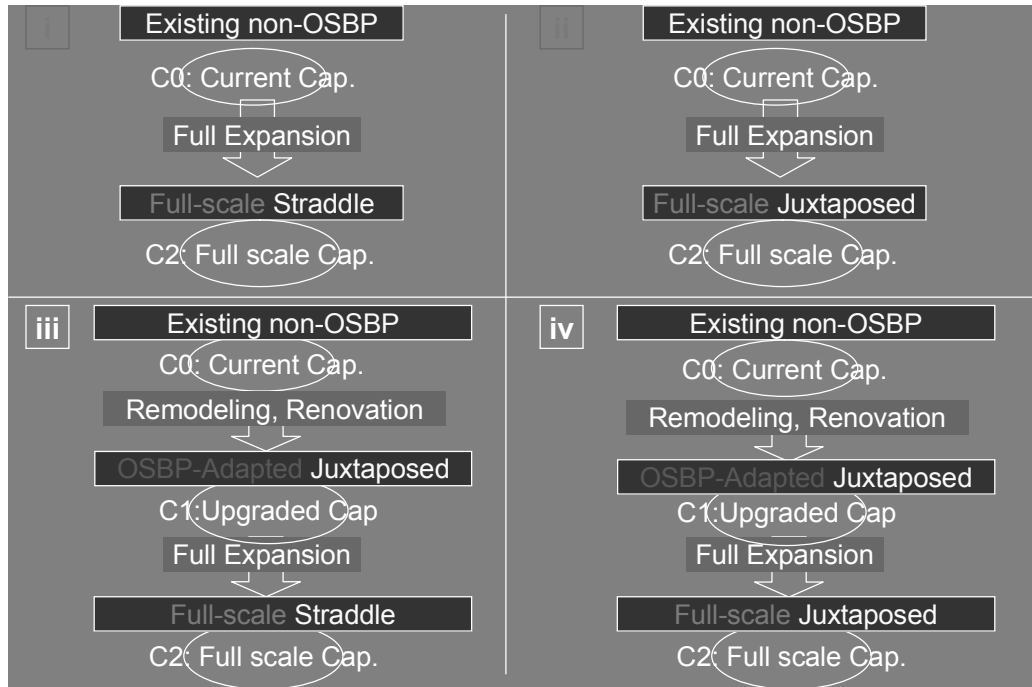 i
Existing non-OSBP
C0: Current Cap.
Full Expansion
Full-scale Straddle
C2: Full scale Cap.
ii
Existing non-OSBP
C0: Current Cap.
Full Expansion
Full-scale Juxtaposed
C2: Full scale Cap.
iii
Existing non-OSBP
C0: Current Cap.
Remodeling, Renovation
OSBP-Adapted Juxtaposed
C1:Upgraded Cap
Full Expansion
Full-scale Straddle
C2: Full scale Cap.
iv
Existing non-OSBP
C0: Current Cap.
Remodeling, Renovation
OSBP-Adapted Juxtaposed
C1:Upgraded Cap
Full Expansion
Full-scale Juxtaposed
C2: Full scale Cap.